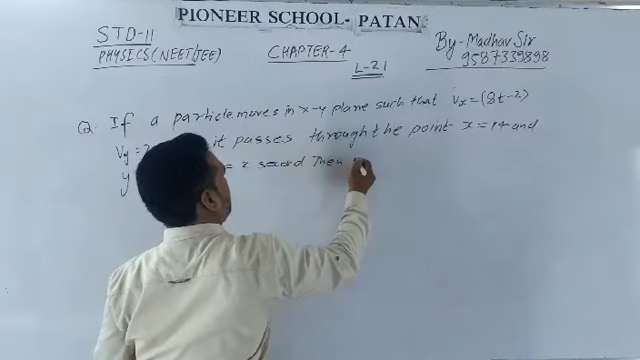 PIONEER SCHOOL- PATAN
STD-11
PHYSICS(NEET/JEE)
CHAPTER-4
L-21
By-Madhav Sir
9587339898
Q. If a particle moves in x-y plane such that vx=(8t-2)
vy=2 it passes through the point x=14 and
y = 2 second Then